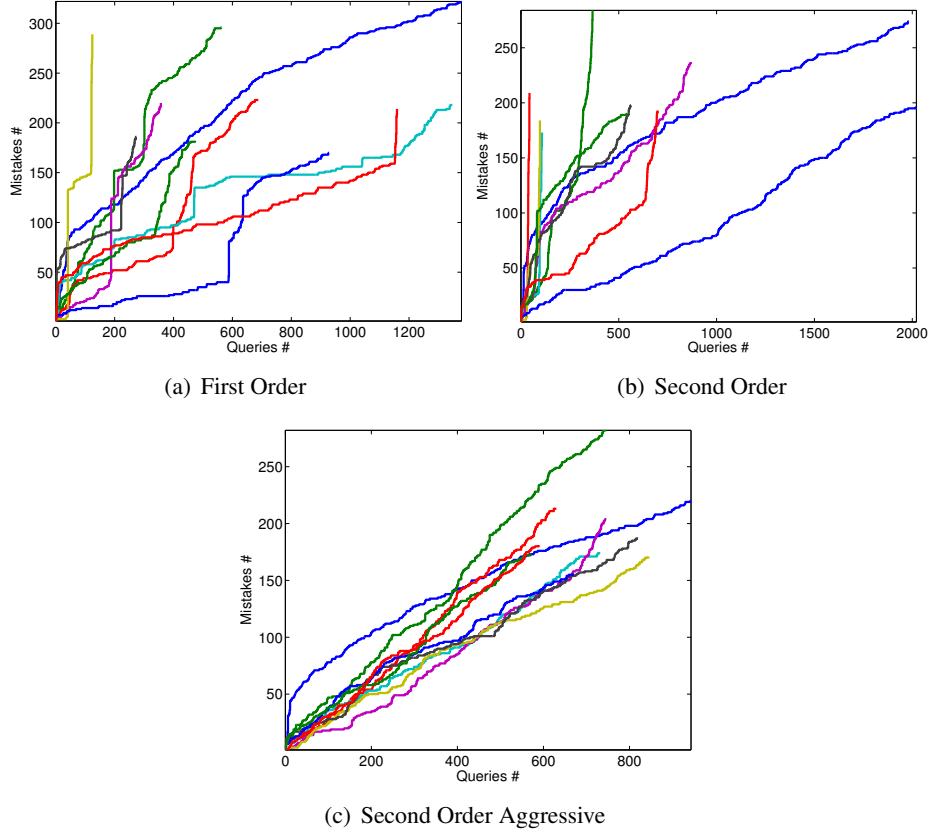 300
250
200
150
100
50
Mistakes #
0 200 400 600 800 1000 1200
Queries #
(a) First Order
250
200
150
100
50
Mistakes #
0 500 1000 1500 2000
Queries #
(b) Second Order
250
200
150
100
50
Mistakes #
0 200 400 600 800
Queries #
(c) Second Order Aggressive